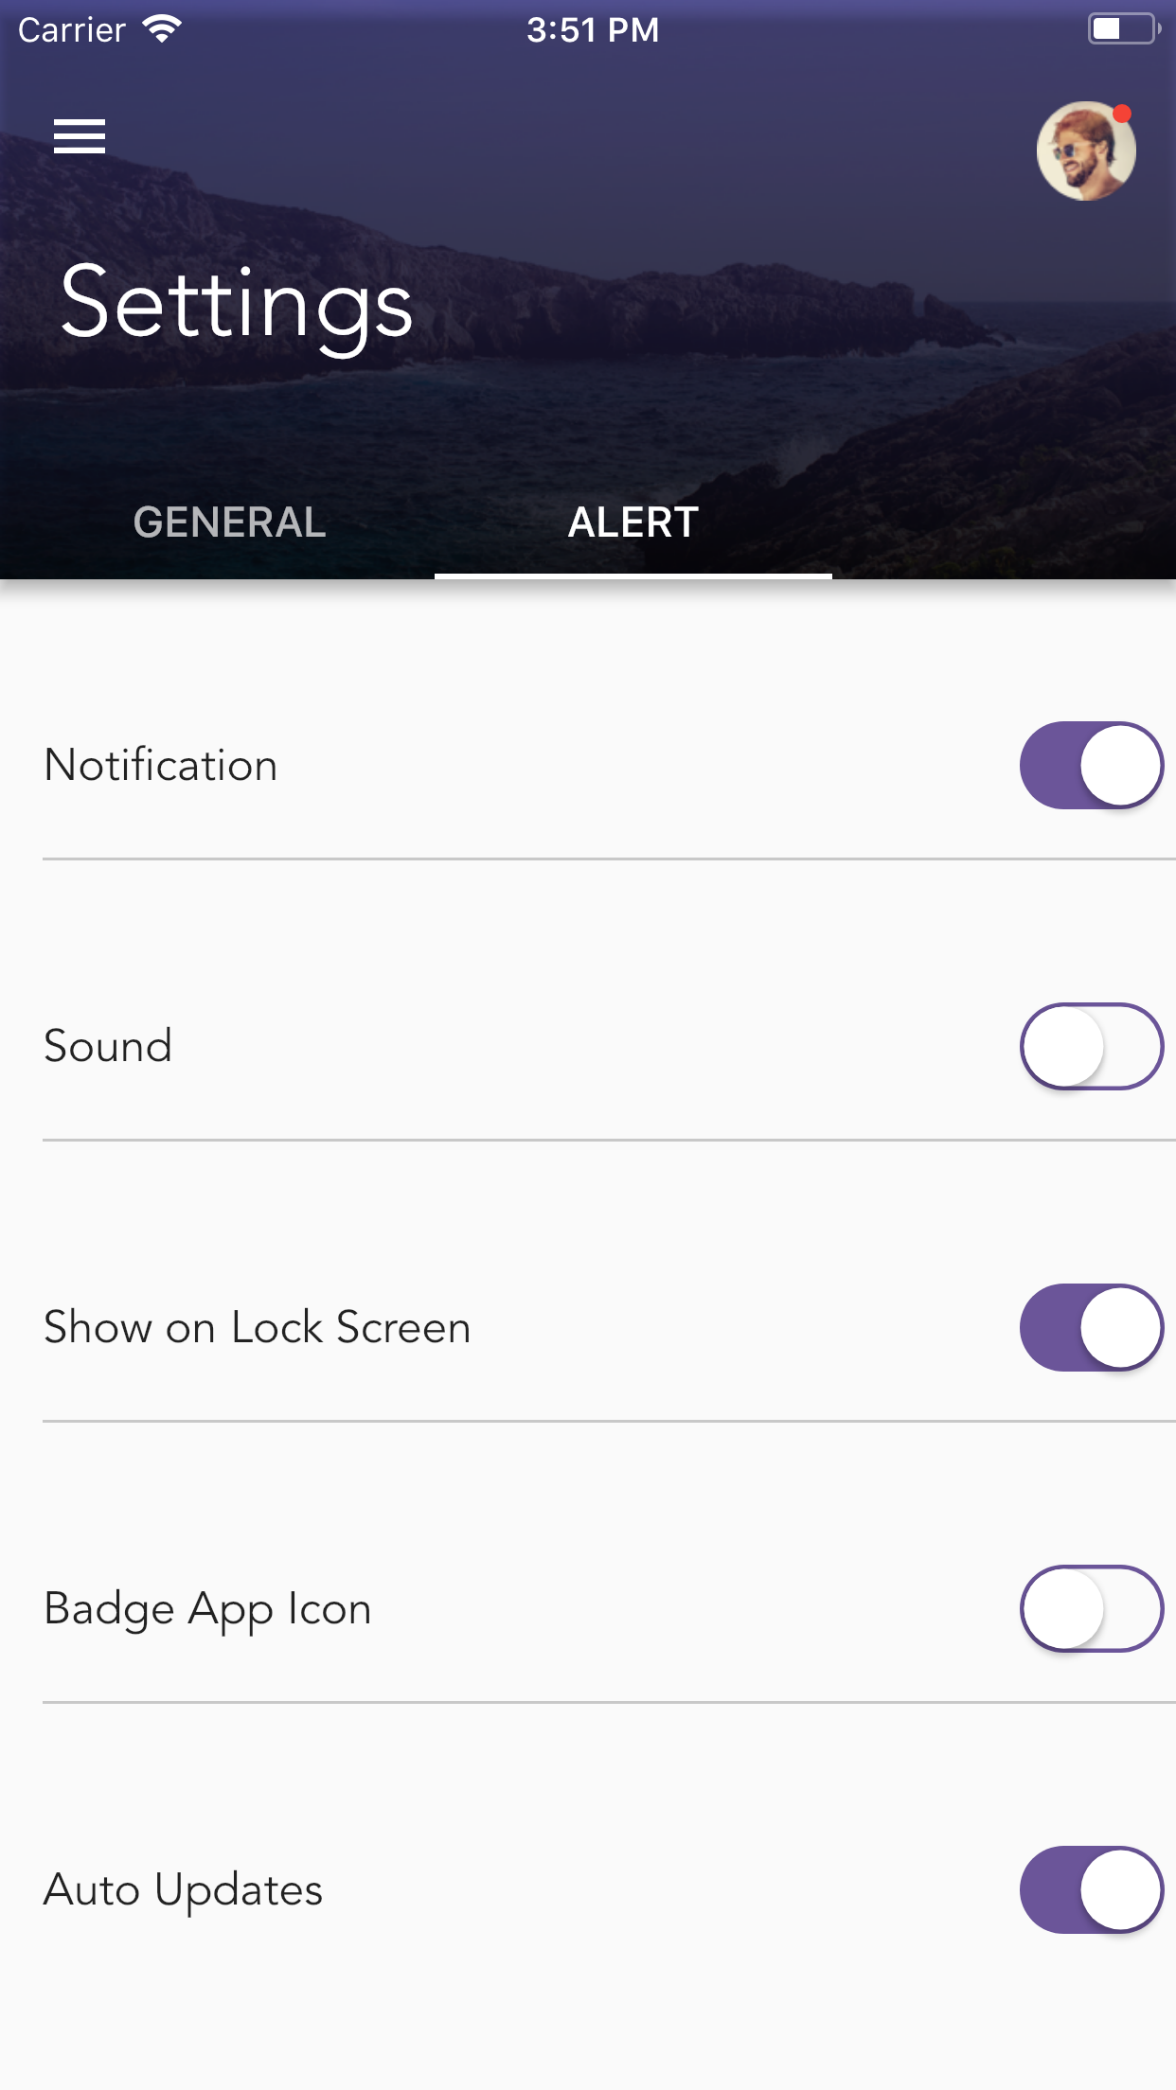 Carrier 3:51 PM
Settings
GENERAL ALERT
Notification
Sound
Show on Lock Screen
Badge App Icon
Auto Updates